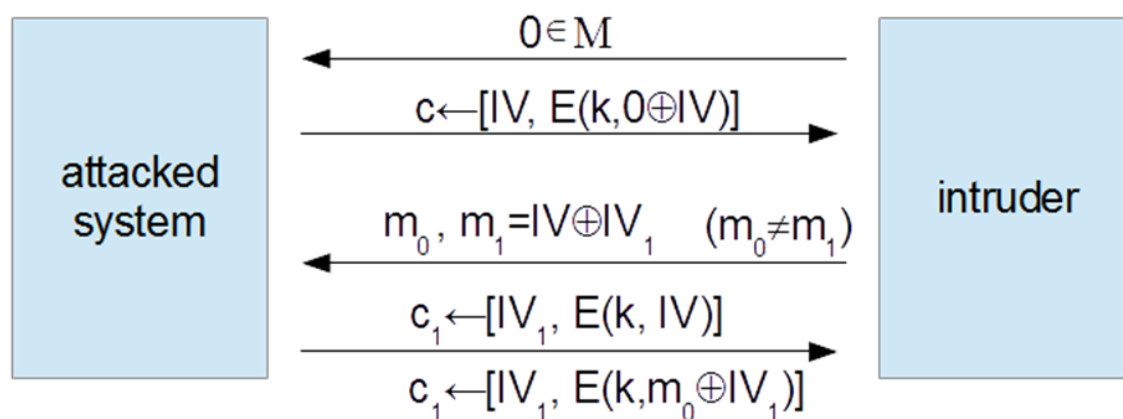 0∈M
c←[IV, E(k,0⊕IV)]
attacked
system
m₀, m₁=IV⊕IV₁ (m₀≠m₁)
intruder
c₁←[IV₁, E(k, IV)]
c₁←[IV₁, E(k,m₀⊕IV₁)]